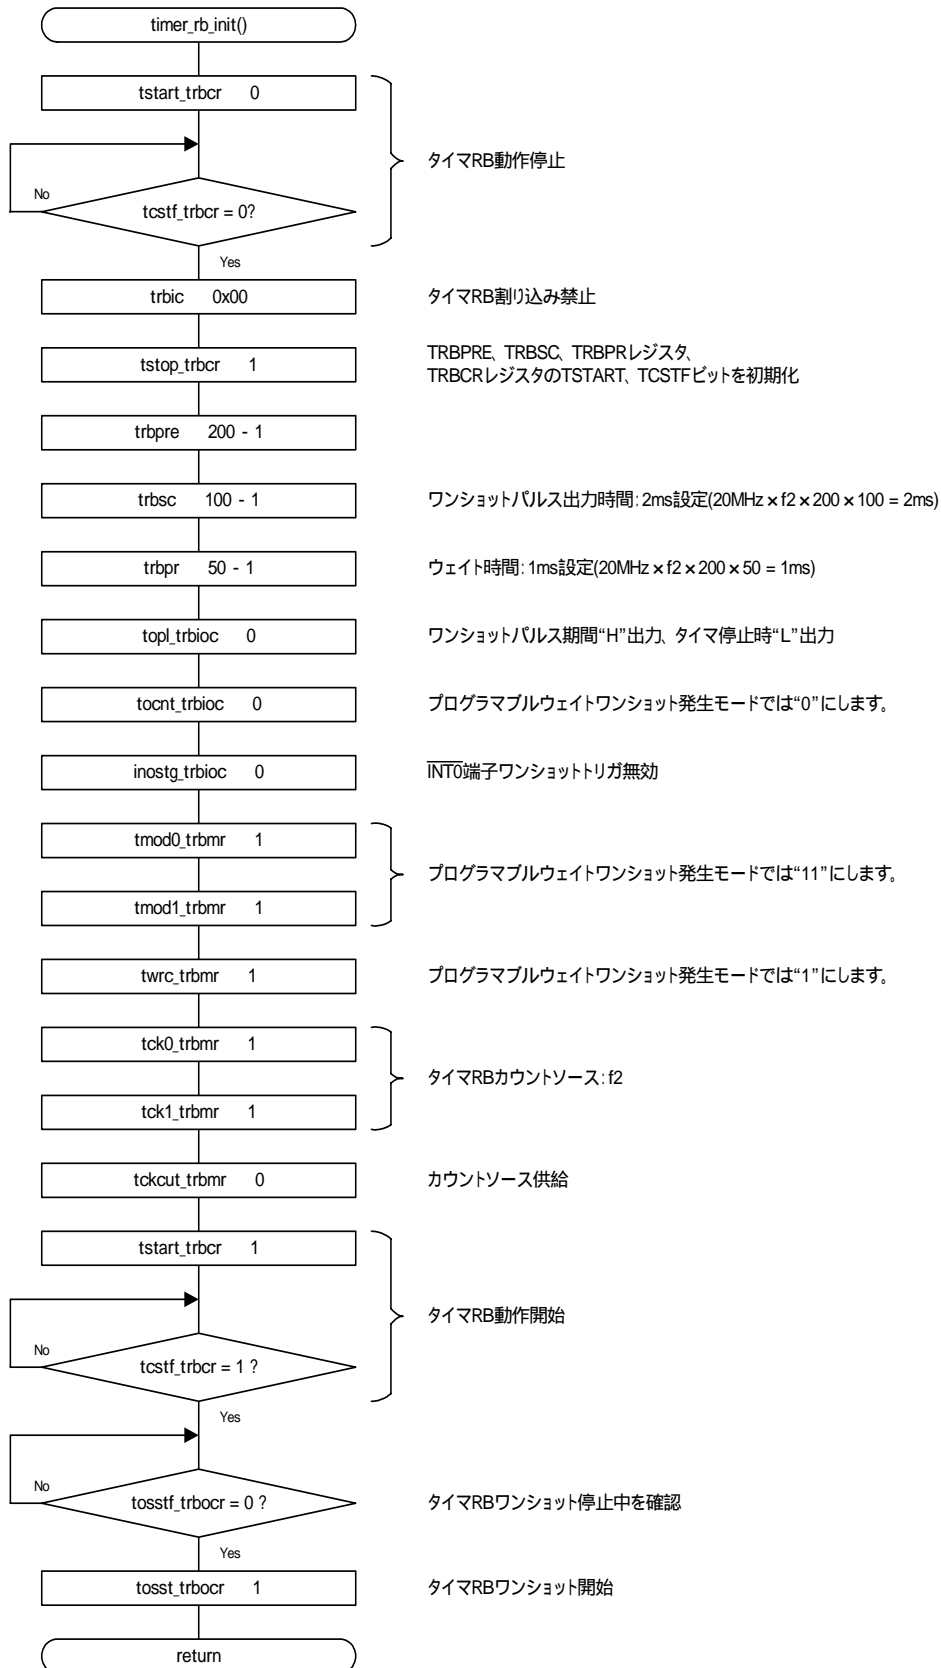 timer_rb_init()
tstart_trbcr 0
タイマRB動作停止
No
tcstf_trbcr = 0?
Yes
trbic 0x00
タイマRB割り込み禁止
tstop_trbcr 1
TRBPRE、TRBSC、TRBPRレジスタ、
TRBCRレジスタのTSTART、TCSTFビットを初期化
trbpre 200 - 1
trbsc 100 - 1
ワンショットパルス出力時間：2ms設定(20MHz×f2×200×100 = 2ms)
trbpr 50 - 1
ウェイト時間：1ms設定(20MHz×f2×200×50 = 1ms)
topl_trbioc 0
ワンショットパルス期間“H”出力、タイマ停止時“L”出力
tocnt_trbioc 0
プログラマブルウェイトワンショット発生モードでは“0”にします。
inostg_trbioc 0
INT0端子ワンショットトリガ無効
tmod0_trbmr 1
プログラマブルウェイトワンショット発生モードでは“11”にします。
tmod1_trbmr 1
twrc_trbmr 1
プログラマブルウェイトワンショット発生モードでは“1”にします。
tck0_trbmr 1
タイマRBカウントソース：f2
tck1_trbmr 1
tckcut_trbmr 0
カウントソース供給
tstart_trbcr 1
タイマRB動作開始
No
tcstf_trbcr = 1 ?
Yes
No
tosstf_trbocr = 0 ?
タイマRBワンショット停止中を確認
Yes
tosst_trbocr 1
タイマRBワンショット開始
return